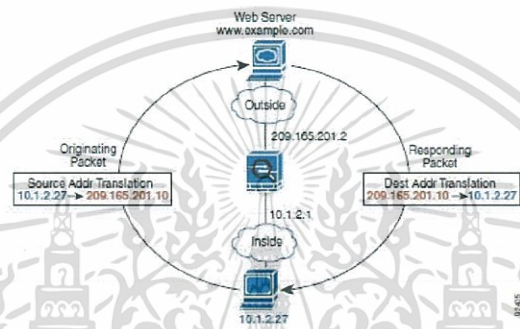 Web Server
www.example.com
Outside
209.165.201.2
Originating
Packet
Responding
Packet
Source Addr Translation
10.1.2.27 → 209.165.201.10
Dest Addr Translation
209.165.201.10 → 10.1.2.27
10.1.2.1
Inside
10.1.2.27